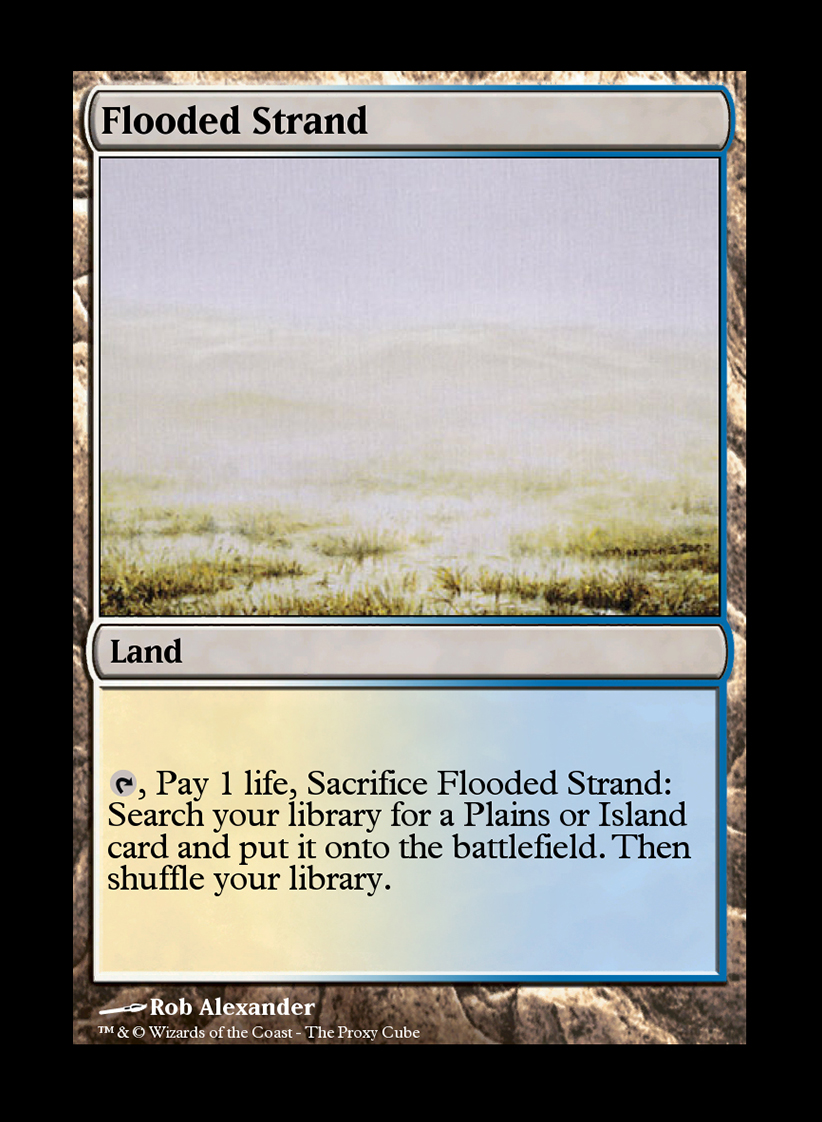 Flooded Strand
Land
, Pay 1 life, Sacrifice Flooded Strand:
Search your library for a Plains or Island
card and put it onto the battlefield. Then
shuffle your library.
Rob Alexander
™ & © Wizards of the Coast - The Proxy Cube